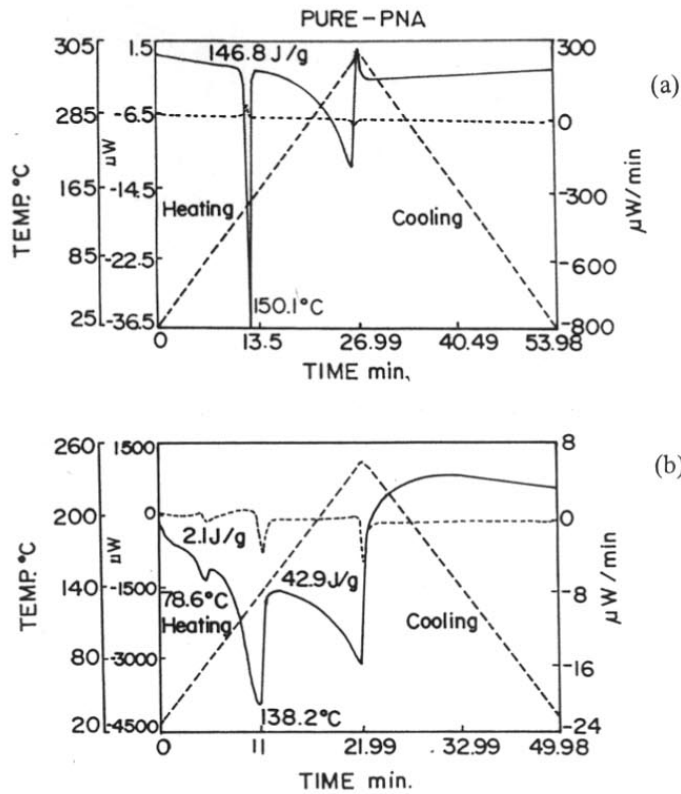 PURE-PNA
305
285
165
85
25
TEMP.°C
1.5
-6.5
-14.5
-22.5
-36.5
µW
146.8 J/g
Heating
Cooling
150.1°C
300
0
-300
-600
-800
µW/min
(a)
0
13.5
26.99
40.49
53.98
TIME min.
260
200
140
80
20
TEMP.°C
1500
0
-1500
-3000
-4500
µW
2.1J/g
78.6°C
Heating
42.9J/g
Cooling
138.2°C
8
0
-8
-16
-24
µW/min
(b)
0
11
21.99
32.99
49.98
TIME min.